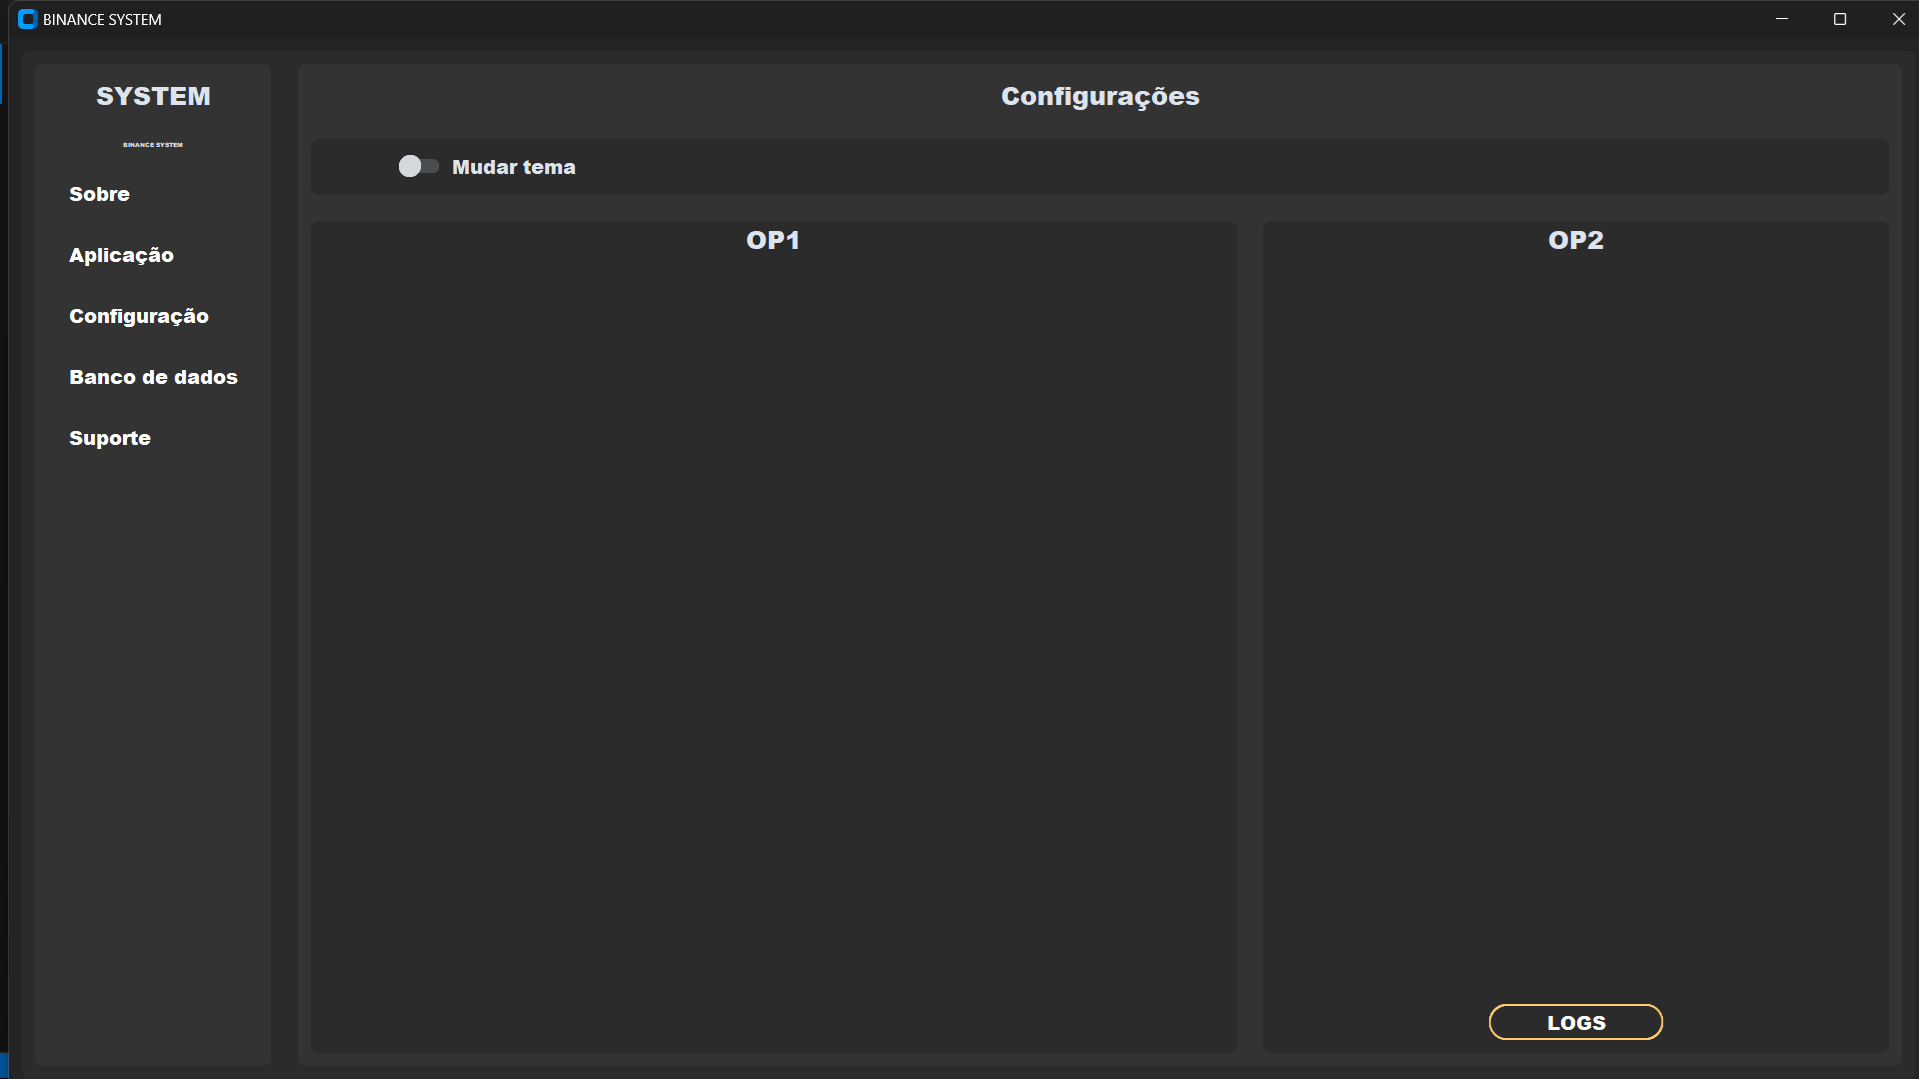 BINANCE SYSTEM
SYSTEM
BINANCE SYSTEM
Sobre
Aplicação
Configuração
Banco de dados
Suporte
Configurações
Mudar tema
OP1
OP2
LOGS